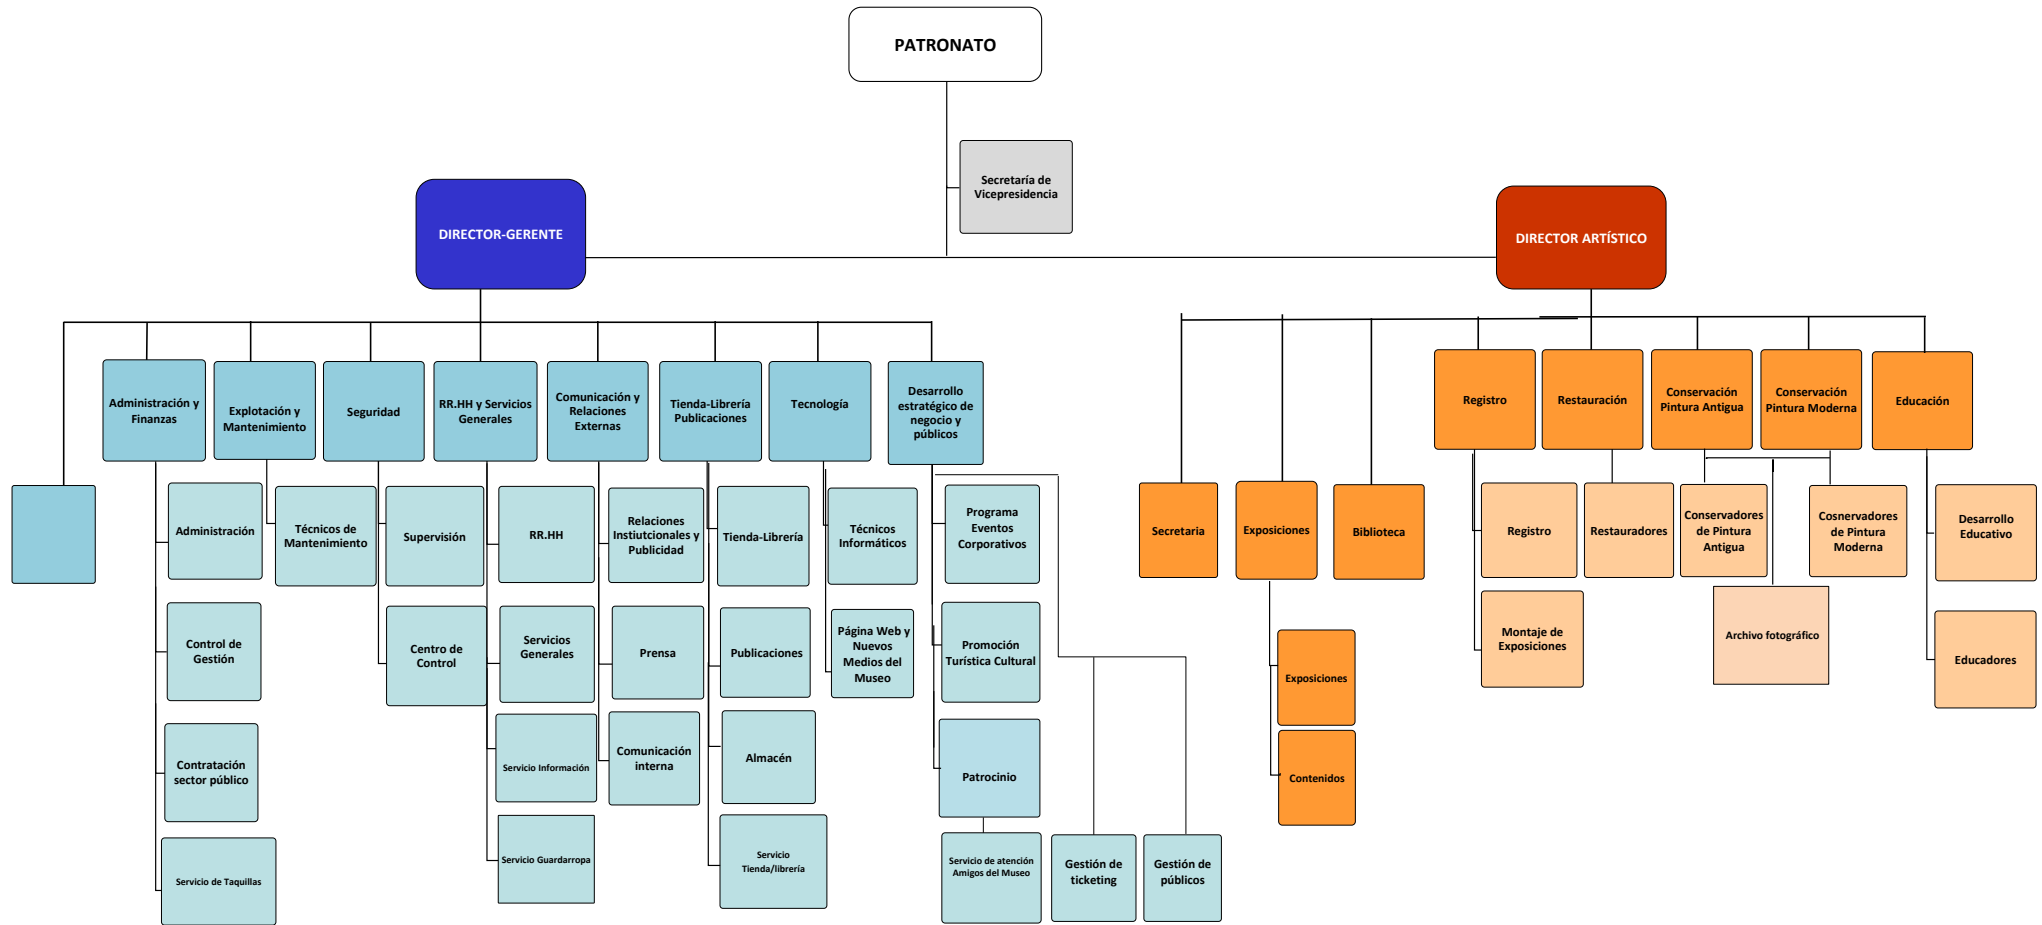 PATRONATO
Secretaría de
Vicepresidencia
DIRECTOR-GERENTE
DIRECTOR ARTÍSTICO
Administración y
Finanzas
Explotación y
Mantenimiento
Seguridad
RR.HH y Servicios
Generales
Comunicación y
Relaciones
Externas
Tienda-Librería
Publicaciones
Tecnología
Desarrollo
estratégico de
negocio y
públicos
Registro
Restauración
Conservación
Pintura Antigua
Conservación
Pintura Moderna
Educación
Administración
Técnicos de
Mantenimiento
Supervisión
RR.HH
Relaciones
Instiutcionales y
Publicidad
Tienda-Librería
Técnicos
Informáticos
Programa
Eventos
Corporativos
Secretaria
Exposiciones
Biblioteca
Registro
Restauradores
Conservadores
de Pintura
Antigua
Cosnervadores
de Pintura
Moderna
Desarrollo
Educativo
Control de
Gestión
Centro de
Control
Servicios
Generales
Prensa
Publicaciones
Página Web y
Nuevos
Medios del
Museo
Promoción
Turística Cultural
Exposiciones
Montaje de
Exposiciones
Archivo fotográfico
Educadores
Contratación
sector público
Servicio Información
Comunicación
interna
Almacén
Patrocinio
Contenidos
Servicio de Taquillas
Servicio Guardarropa
Servicio
Tienda/librería
Servicio de atención
Amigos del Museo
Gestión de
ticketing
Gestión de
públicos